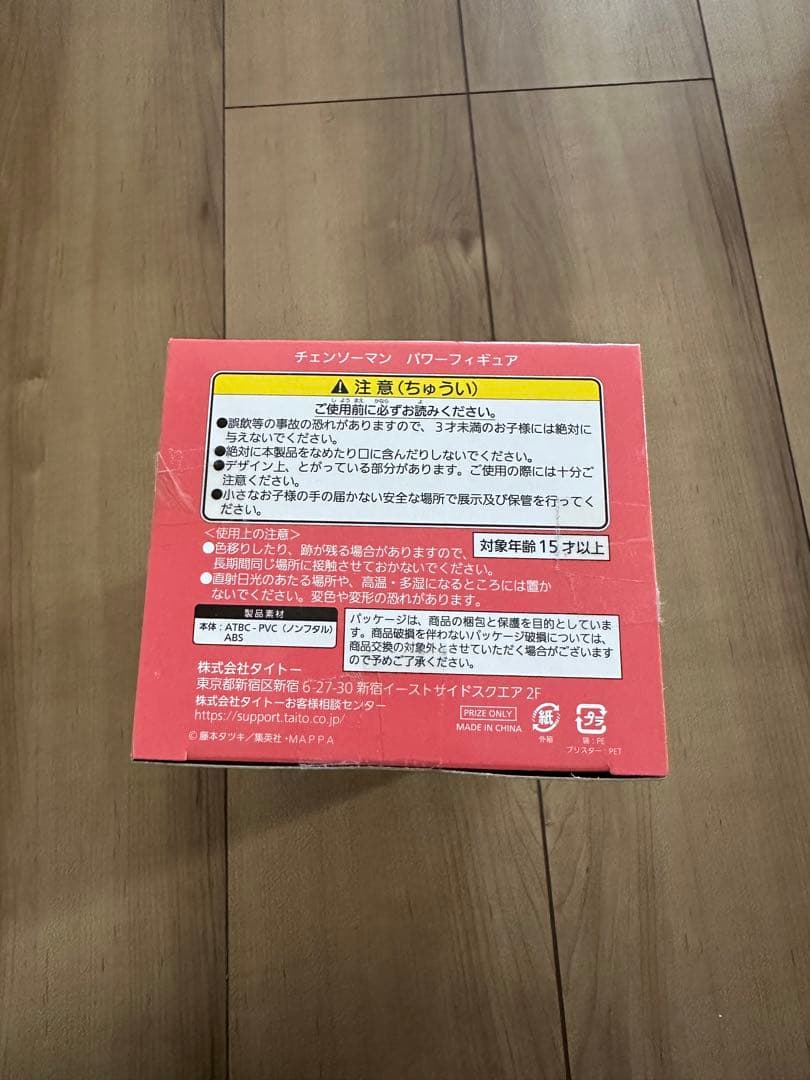 チェンソーマン　パワーフィギュア
⚠注意(ちゅうい)
ご使用前に必ずお読みください。
●誤飲等の事故の恐れがありますので、3才未満のお子様には絶対に
与えないでください。
●絶対に本製品をなめたり口に含んだりしないでください。
●デザイン上、とがっている部分があります。ご使用の際には十分ご
注意ください。
●小さなお子様の手の届かない安全な場所で展示及び保管を行ってく
ださい。
＜使用上の注意＞
●色移りしたり、跡が残る場合がありますので、
長期間同じ場所に接触させておかないでください。
●直射日光のあたる場所や、高温・多湿になるところには置か
ないでください。変色や変形の恐れがあります。
対象年齢15才以上
製品素材
本体：ATBC-PVC（ノンフタル）
ABS
パッケージは、商品の梱包と保護を目的としていま
す。商品破損を伴わないパッケージ破損については、
商品交換の対象外とさせていただく場合がございます
ので予めご了承ください。
株式会社タイトー
東京都新宿区新宿 6-27-30 新宿イーストサイドスクエア 2F
株式会社タイトーお客様相談センター
https://support.taito.co.jp/
©藤本タツキ／集英社・MAPPA
PRIZE ONLY
MADE IN CHINA
紙
外箱
プラ
袋：PE
ブリスター：PET